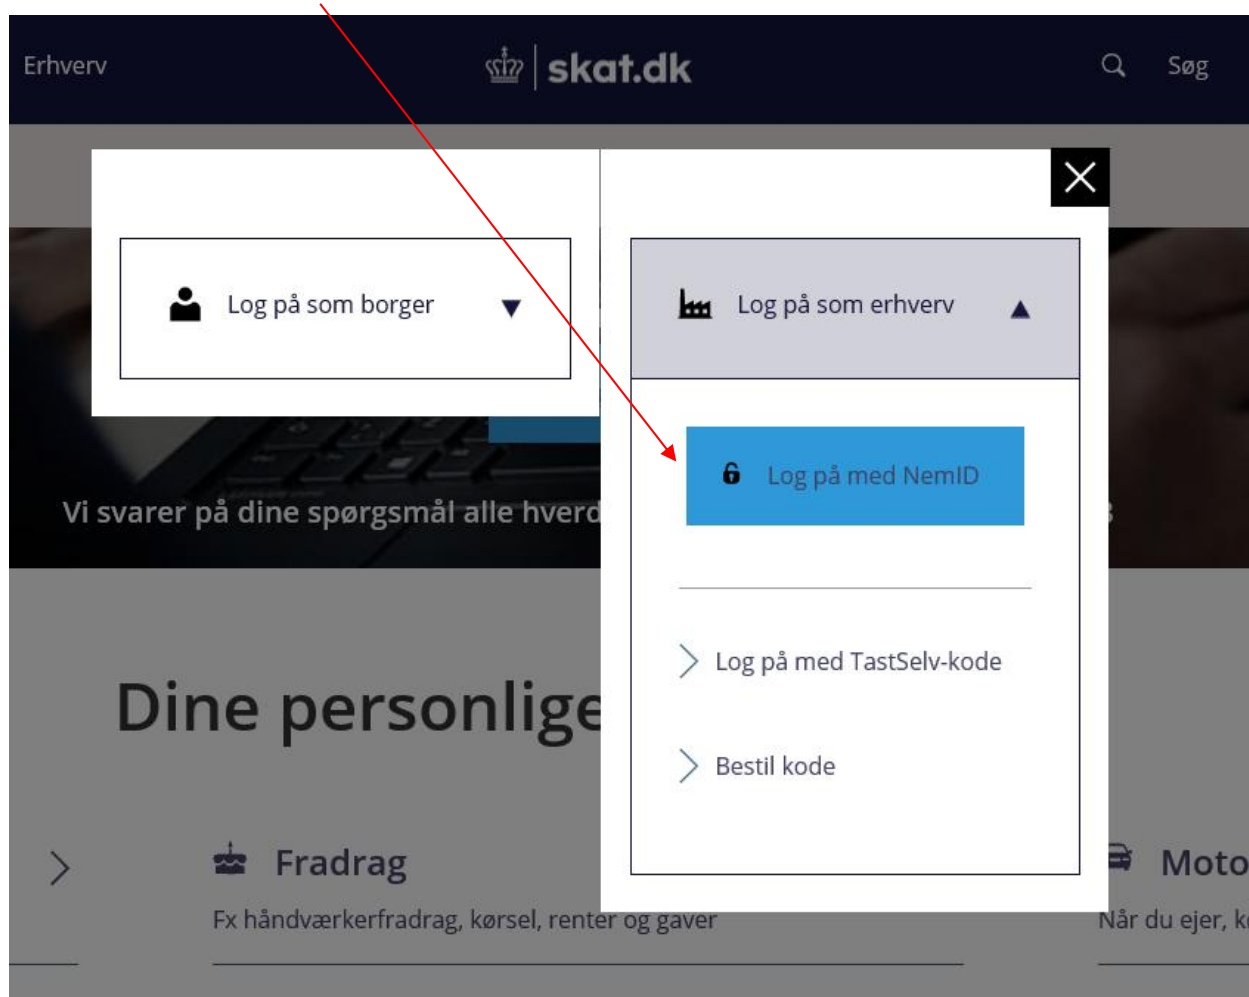 Erhverv
skat.dk
Søg
Log på som borger
Log på som erhverv
Log på med NemID
Vi svarer på dine spørgsmål alle hverd
Log på med TastSelv-kode
Dine personlige
Bestil kode
Fradrag
Moto
Fx håndværkerfradrag, kørsel, renter og gaver
Når du ejer, k